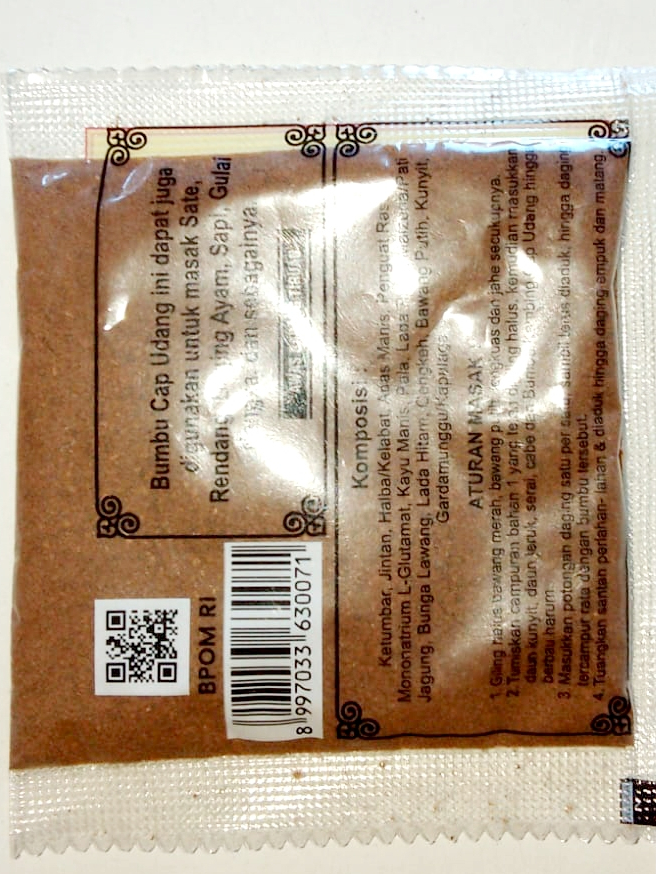 Bumbu Cap Udang ini dapat juga
digunakan untuk masak Sate,
Rendang Ayam, Sapi, Gulai
dan sebagainya.
BPOM RI
8 997033 630071
Komposisi :
Ketumbar, Jintan, Halba/Kelabat, Adas Manis, Penguat Rasa
Mononatrium L-Glutamat, Kayu Manis, Pala, Lada Pati
Jagung, Bunga Lawang, Lada Hitam, Cengkeh, Bawang Putih, Kunyit,
Gardamunggu/Kapulaga
ATURAN MASAK
1. Giling halus bawang merah, bawang putih, lengkuas dan jahe secukupnya.
2. Tumiskan campuran bahan 1 yang halus, kemudian masukkan
daun kunyit, daun jeruk, serai, cabe dan Bumbu Kambing Cap Udang hingga
berbau harum.
3. Masukkan potongan daging satu per satu, sambil terus diaduk, hingga daging
tercampur rata dengan bumbu tersebut.
4. Tuangkan santan perlahan- lahan & diaduk hingga daging empuk dan matang.